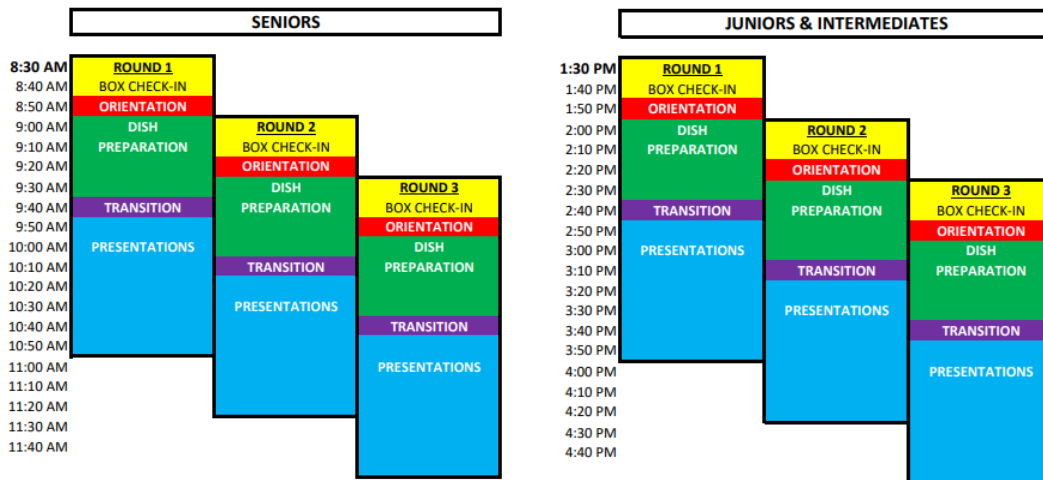 SENIORS
8:30 AM ROUND 1
8:40 AM BOX CHECK-IN
8:50 AM ORIENTATION
9:00 AM DISH ROUND 2
9:10 AM PREPARATION BOX CHECK-IN
9:20 AM ORIENTATION
9:30 AM DISH ROUND 3
9:40 AM TRANSITION PREPARATION BOX CHECK-IN
9:50 AM ORIENTATION
10:00 AM PRESENTATIONS DISH
10:10 AM TRANSITION PREPARATION
10:20 AM
10:30 AM PRESENTATIONS
10:40 AM TRANSITION
10:50 AM
11:00 AM PRESENTATIONS
11:10 AM
11:20 AM
11:30 AM
11:40 AM
JUNIORS & INTERMEDIATES
1:30 PM ROUND 1
1:40 PM BOX CHECK-IN
1:50 PM ORIENTATION
2:00 PM DISH ROUND 2
2:10 PM PREPARATION BOX CHECK-IN
2:20 PM ORIENTATION
2:30 PM DISH ROUND 3
2:40 PM TRANSITION PREPARATION BOX CHECK-IN
2:50 PM ORIENTATION
3:00 PM PRESENTATIONS DISH
3:10 PM TRANSITION PREPARATION
3:20 PM
3:30 PM PRESENTATIONS
3:40 PM TRANSITION
3:50 PM
4:00 PM PRESENTATIONS
4:10 PM
4:20 PM
4:30 PM
4:40 PM